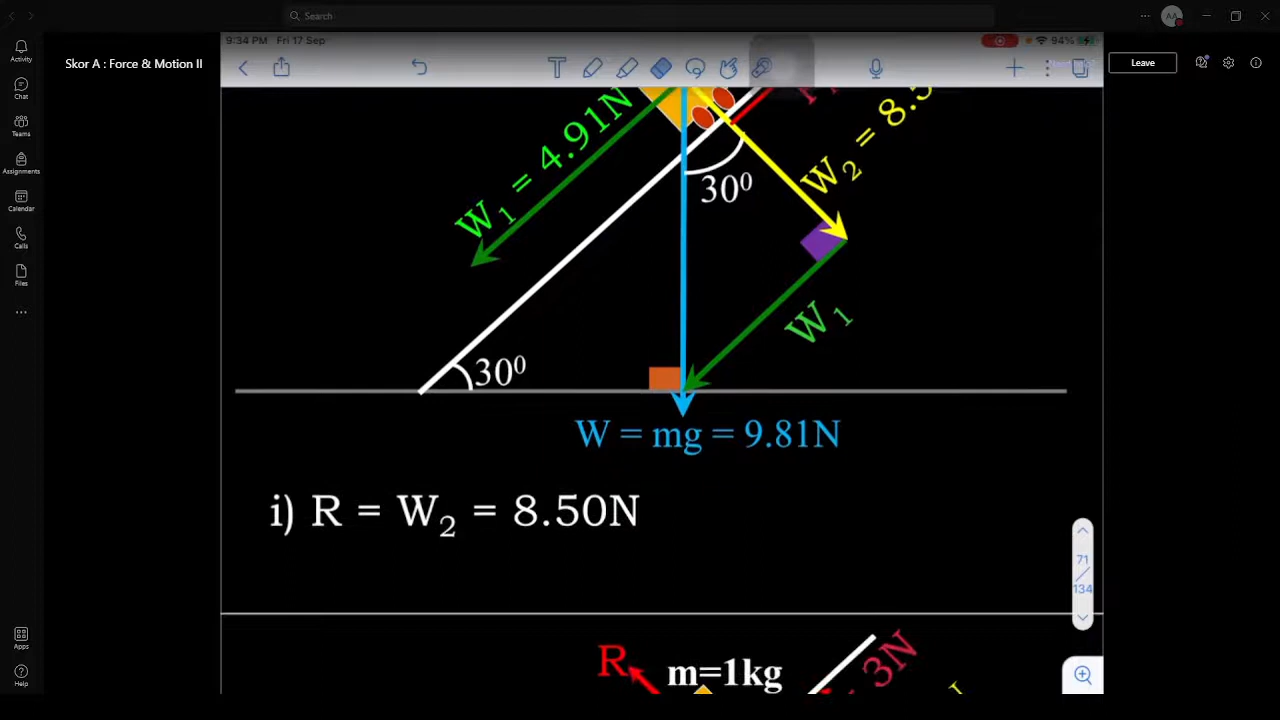 Search
AA
Activity
Chat
Teams
Assignments
Calendar
Calls
Files
Apps
Help
Skor A : Force & Motion II
Leave
9:34 PM Fri 17 Sep
94%
W1 = 4.91N
W2 = 8.5
30⁰
W1
30⁰
W = mg = 9.81N
i) R = W2 = 8.50N
71
134
R
m=1kg
3N